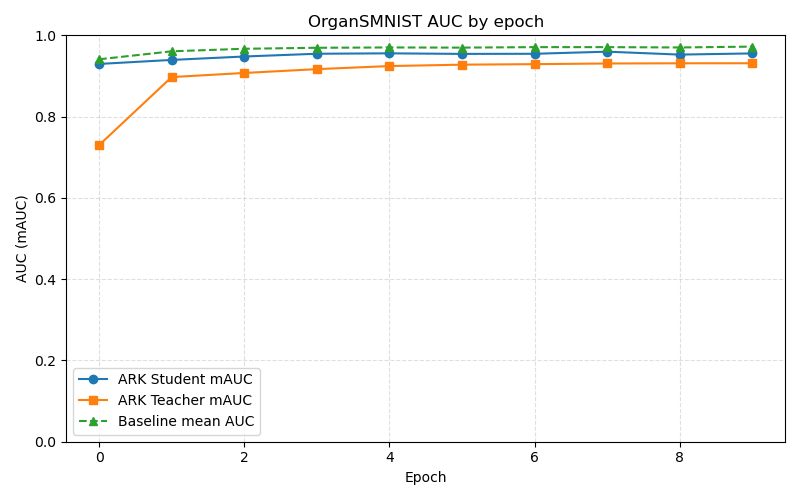 OrganSMNIST AUC by epoch
1.0
0.8
0.6
0.4
0.2
0.0
AUC (mAUC)
ARK Student mAUC
ARK Teacher mAUC
Baseline mean AUC
0 2 4 6 8
Epoch